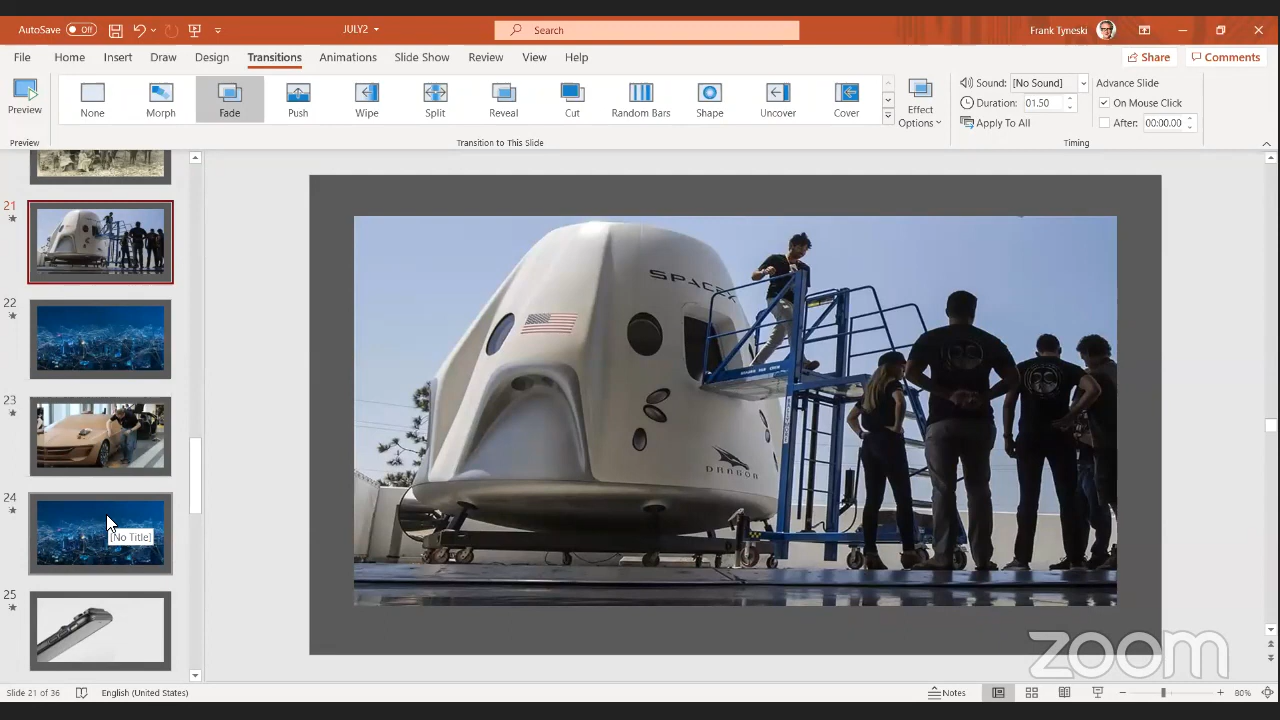 AutoSave Off
JULY2
Search
Frank Tyneski
File Home Insert Draw Design Transitions Animations Slide Show Review View Help
Share Comments
Preview
None
Morph
Fade
Push
Wipe
Split
Reveal
Cut
Random Bars
Shape
Uncover
Cover
Effect
Options
Sound: [No Sound]
Duration: 01.50
Apply To All
Advance Slide
On Mouse Click
After: 00:00.00
Preview
Transition to This Slide
Timing
21
22
23
24
[No Title]
25
SPACEX
DRAGON
zoom
Slide 21 of 36
English (United States)
Notes
80%